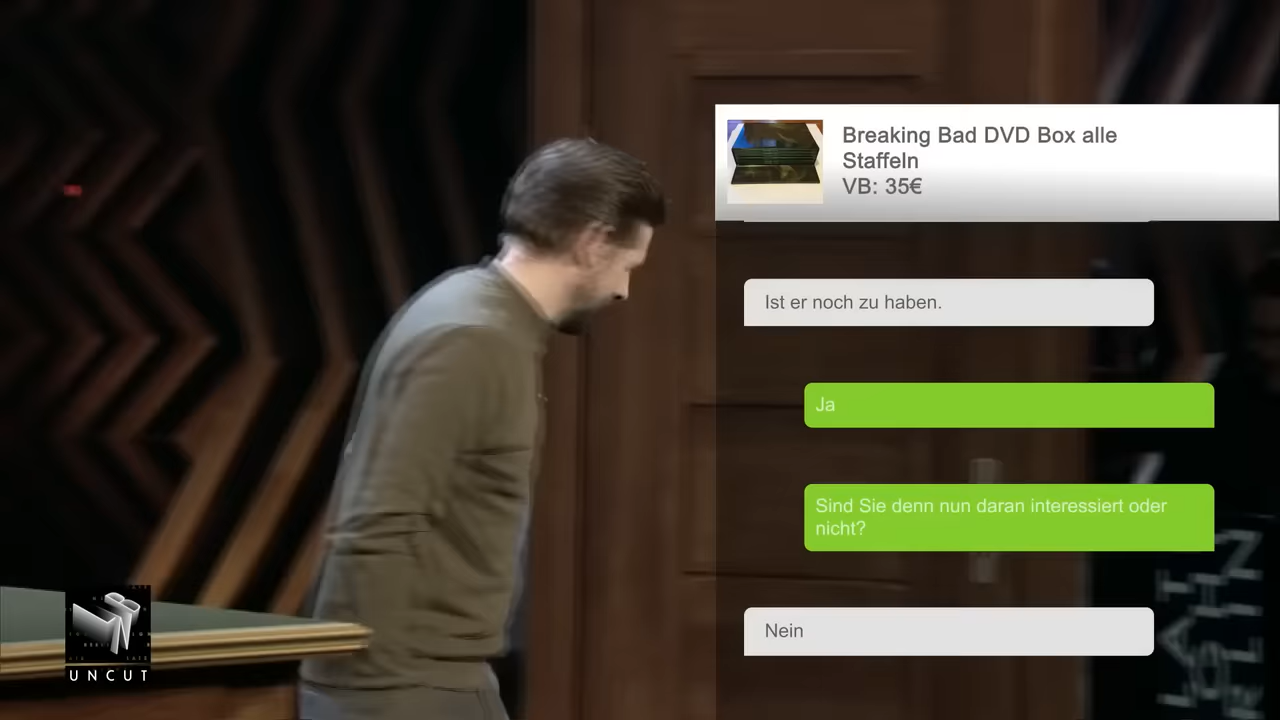 Breaking Bad DVD Box alle
Staffeln
VB: 35€
Ist er noch zu haben.
Ja
Sind Sie denn nun daran interessiert oder
nicht?
Nein
UNCUT